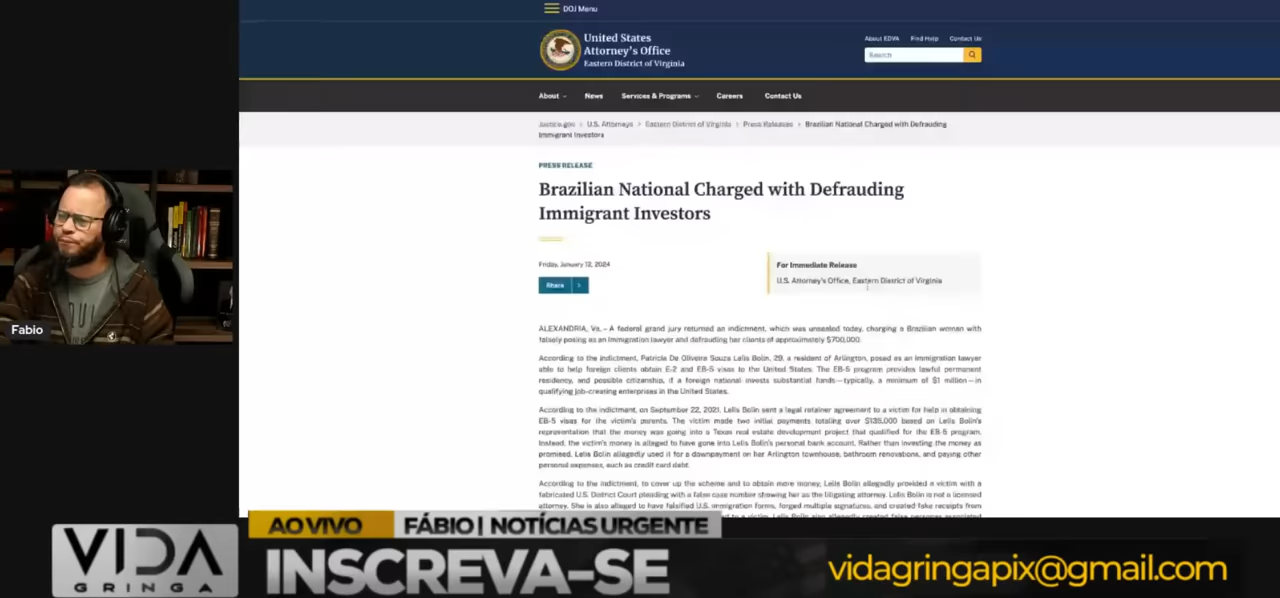 DOJ Menu
United States
Attorney's Office
Eastern District of Virginia
About EDVA Find Help Contact Us
Search
About News Services & Programs Careers Contact Us
Justice.gov > U.S. Attorneys > Eastern District of Virginia > Press Releases > Brazilian National Charged with Defrauding
Immigrant Investors
PRESS RELEASE
Brazilian National Charged with Defrauding
Immigrant Investors
Friday, January 12, 2024
Share >
For Immediate Release
U.S. Attorney's Office, Eastern District of Virginia
ALEXANDRIA, Va. – A federal grand jury returned an indictment, which was unsealed today, charging a Brazilian woman with
falsely posing as an immigration lawyer and defrauding her clients of approximately $700,000.
According to the indictment, Patricia De Oliveira Souza Lelis Bolin, 29, a resident of Arlington, posed as an immigration lawyer
able to help foreign clients obtain E-2 and EB-5 visas to the United States. The EB-5 program provides lawful permanent
residency, and possible citizenship, if a foreign national invests substantial funds—typically, a minimum of $1 million—in
qualifying job-creating enterprises in the United States.
According to the indictment, on September 22, 2021, Lelis Bolin sent a legal retainer agreement to a victim for help in obtaining
EB-5 visas for the victim's parents. The victim made two initial payments totaling over $135,000 based on Lelis Bolin's
representation that the money was going into a Texas real estate development project that qualified for the EB-5 program.
Instead, the victim's money is alleged to have gone into Lelis Bolin's personal bank account. Rather than investing the money as
promised, Lelis Bolin allegedly used it for a downpayment on her Arlington townhouse, bathroom renovations, and paying other
personal expenses, such as credit card debt.
According to the indictment, to cover up the scheme and to obtain more money, Lelis Bolin allegedly provided a victim with a
fabricated U.S. District Court pleading with a false case number showing her as the litigating attorney. Lelis Bolin is not a licensed
attorney. She is also alleged to have falsified U.S. immigration forms, forged multiple signatures, and created fake receipts from
to a victim. Lelis Bolin also allegedly created false personas associated
Fabio
AO VIVO FÁBIO | NOTÍCIAS URGENTE
VIDA
GRINGA
INSCREVA-SE
vidagringapix@gmail.com